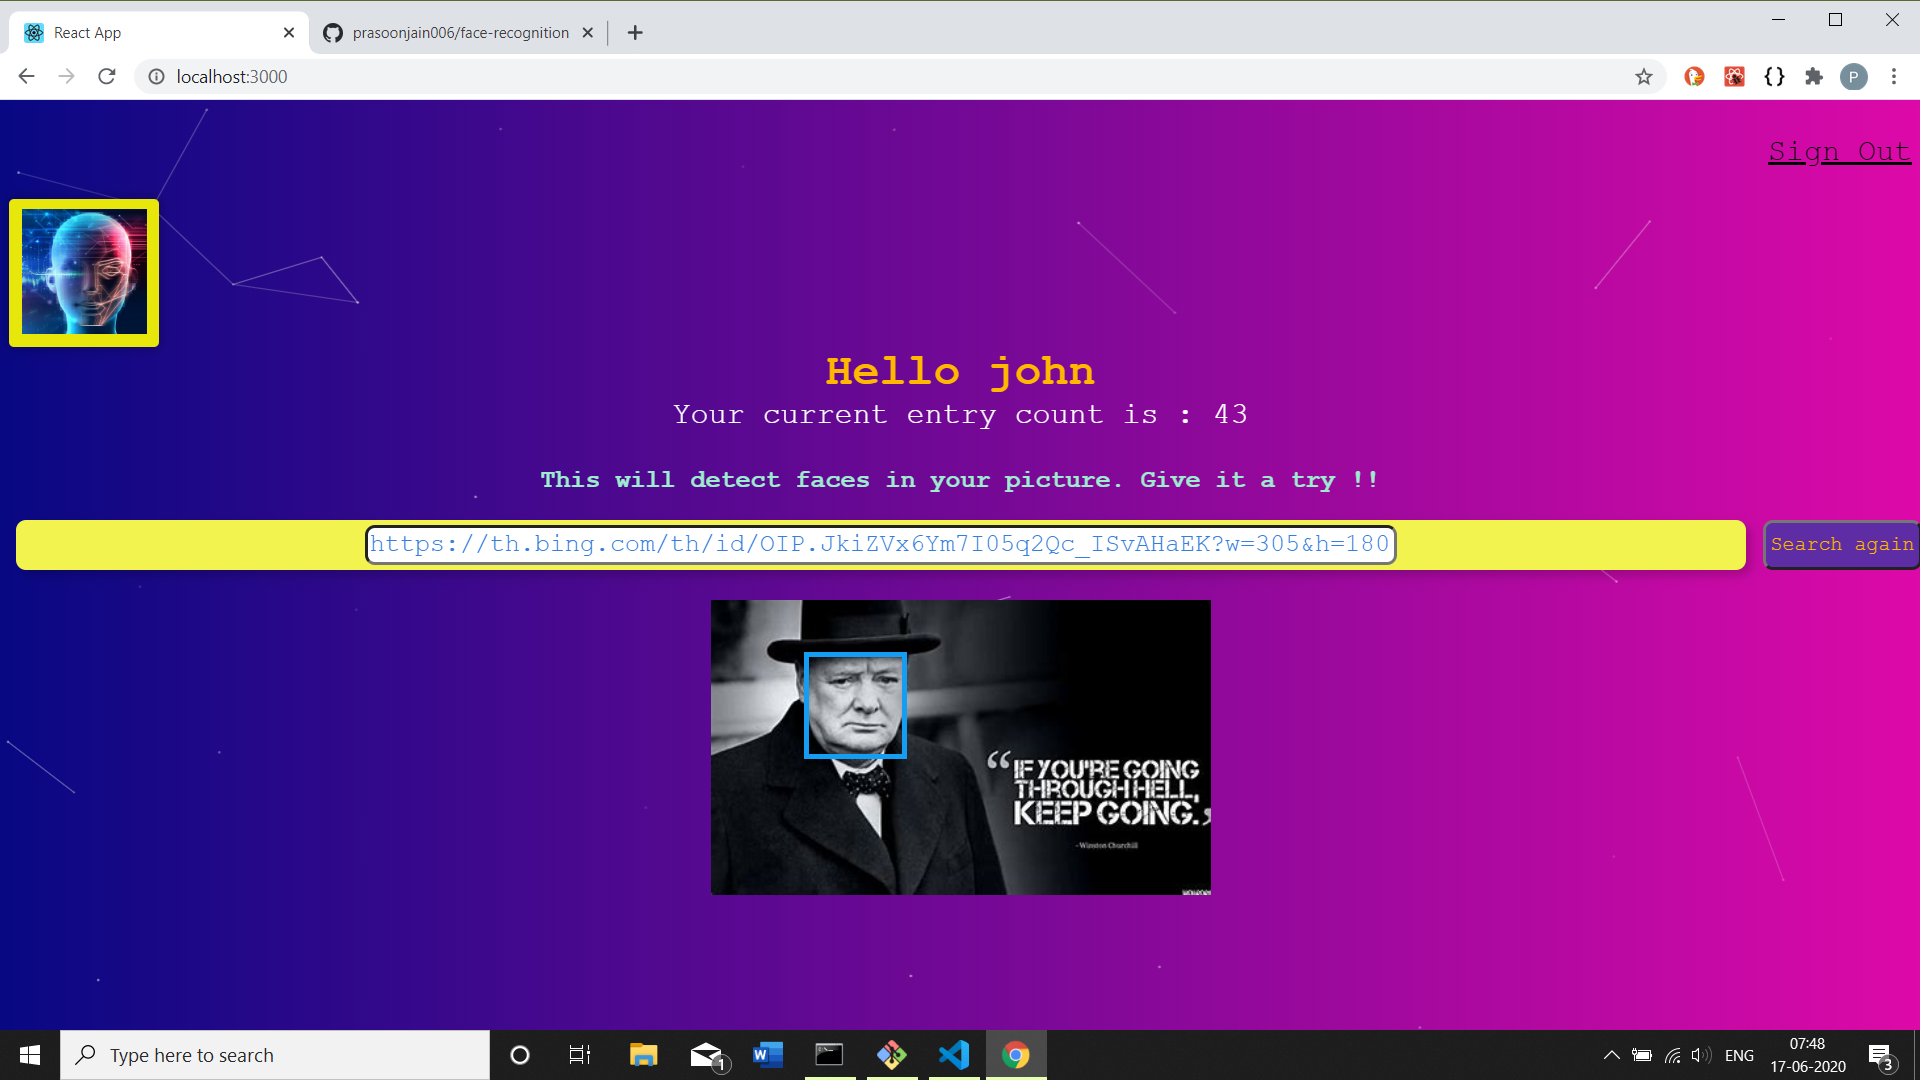 React App
prasoonjain006/face-recognition
localhost:3000
P
Sign Out
Hello john
Your current entry count is : 43
This will detect faces in your picture. Give it a try !!
https://th.bing.com/th/id/OIP.JkiZVx6Ym7I05q2Qc_ISvAHaEK?w=305&h=180
Search again
“IF YOU'RE GOING
THROUGH HELL,
KEEP GOING.”
- Winston Churchill
Type here to search
1
W
ENG
07:48
17-06-2020
3